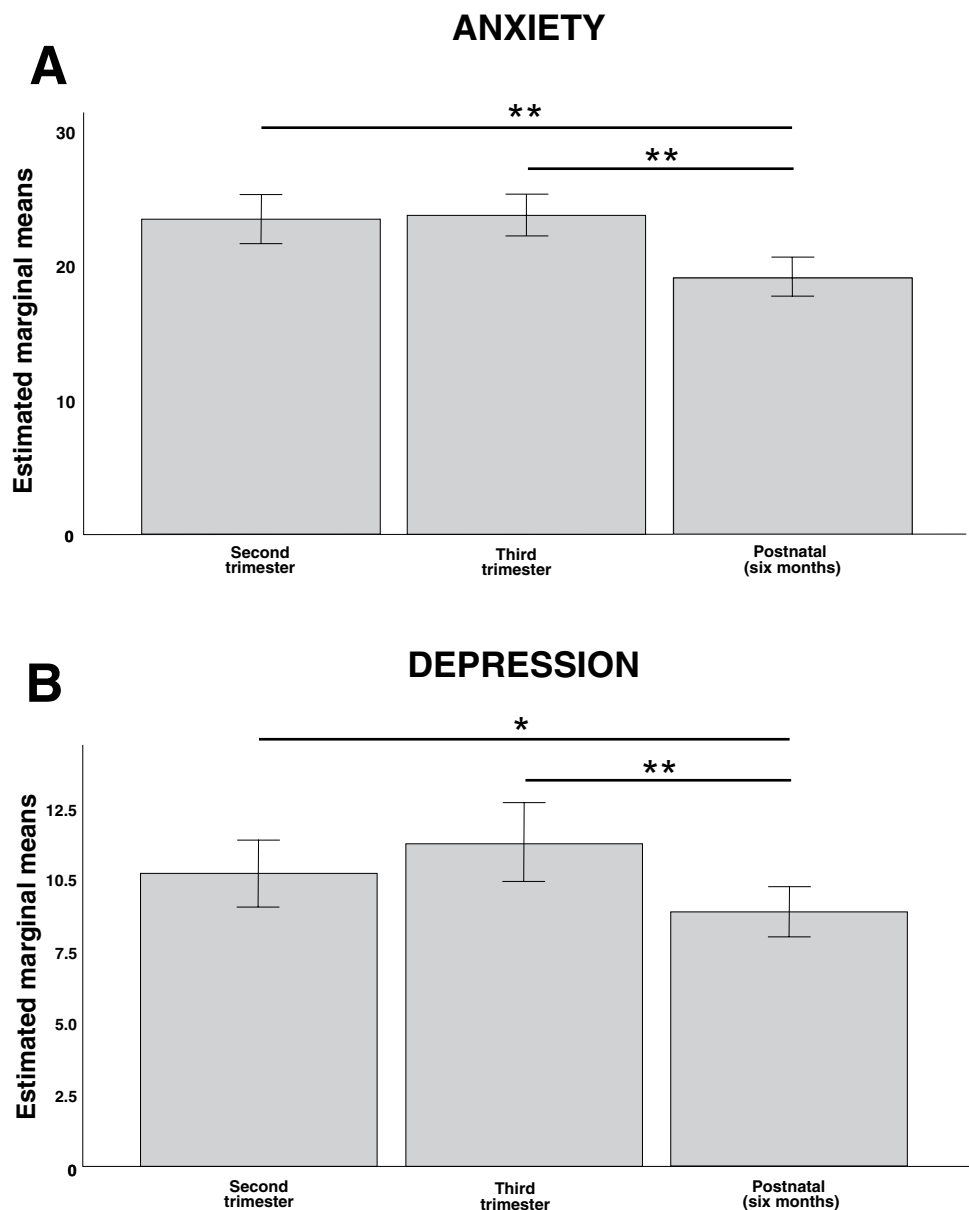 ANXIETY
A
**
**
Estimated marginal means
30
20
10
0
Second
trimester
Third
trimester
Postnatal
(six months)
DEPRESSION
B
*
**
Estimated marginal means
12.5
10.5
7.5
5.0
2.5
0
Second
trimester
Third
trimester
Postnatal
(six months)